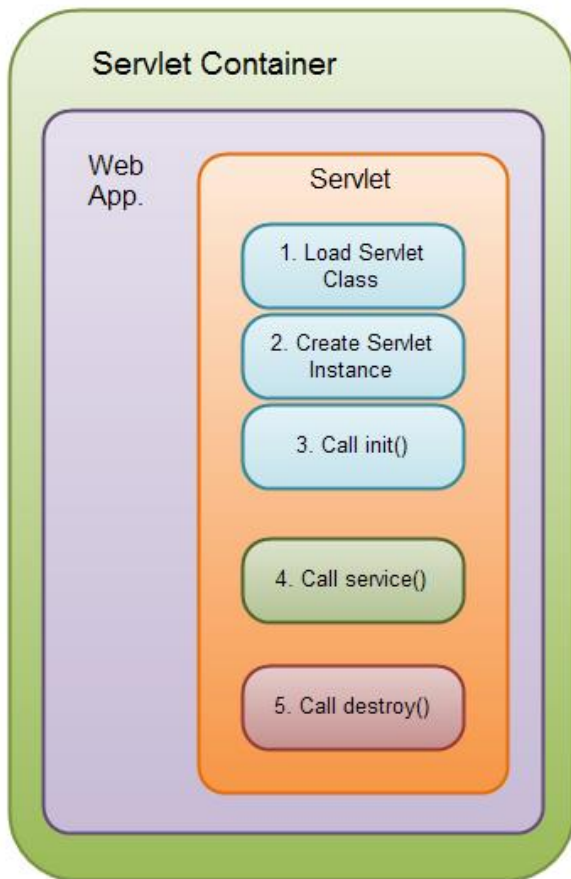 Servlet Container
Web
App.
Servlet
1. Load Servlet
Class
2. Create Servlet
Instance
3. Call init()
4. Call service()
5. Call destroy()